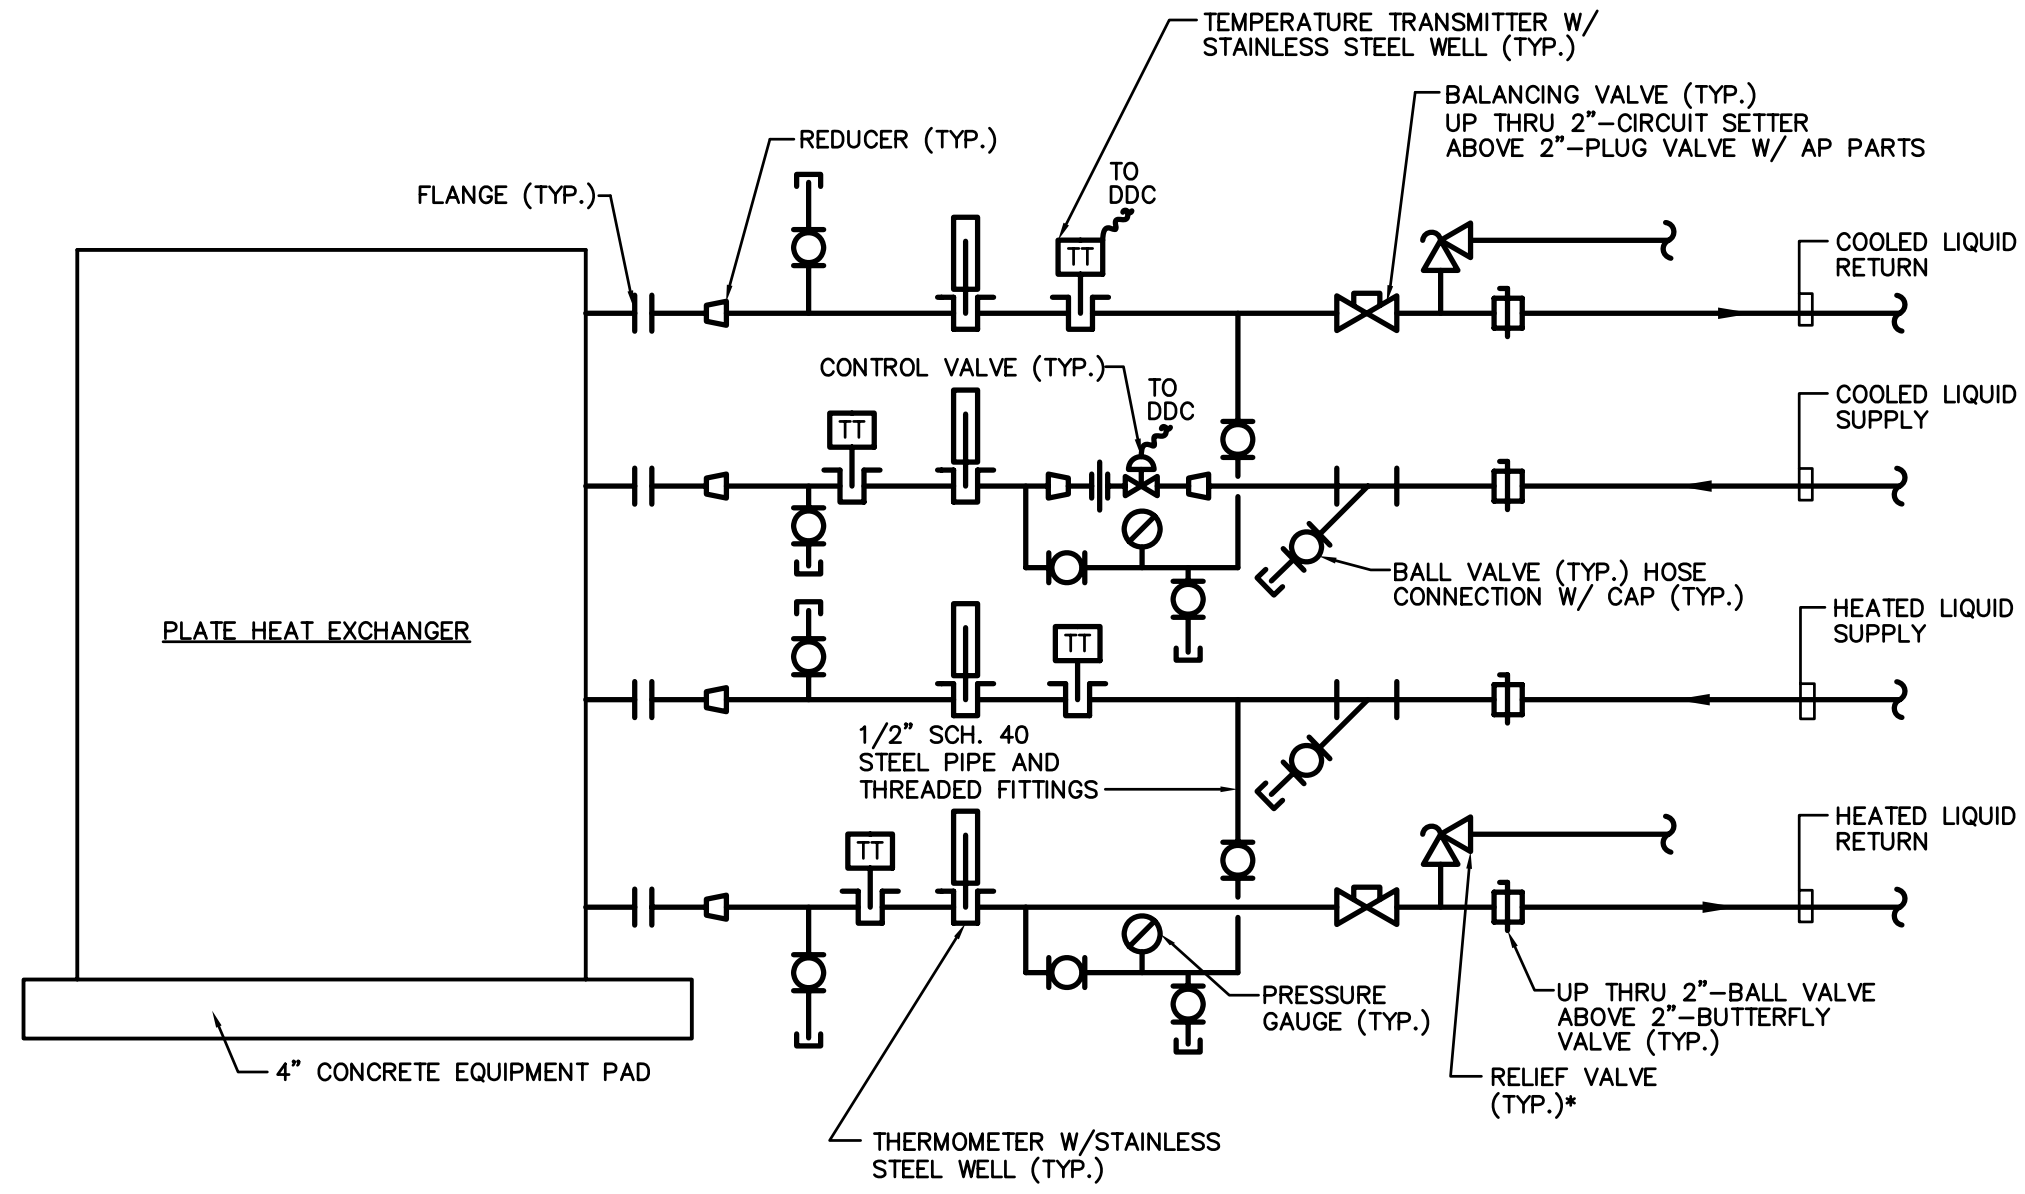 TEMPERATURE TRANSMITTER W/
STAINLESS STEEL WELL (TYP.)
BALANCING VALVE (TYP.)
UP THRU 2"-CIRCUIT SETTER
ABOVE 2"-PLUG VALVE W/ AP PARTS
REDUCER (TYP.)
FLANGE (TYP.)
TO
DDC
TT
COOLED LIQUID
RETURN
CONTROL VALVE (TYP.)
TO
DDC
TT
COOLED LIQUID
SUPPLY
BALL VALVE (TYP.) HOSE
CONNECTION W/ CAP (TYP.)
PLATE HEAT EXCHANGER
TT
HEATED LIQUID
SUPPLY
1/2" SCH. 40
STEEL PIPE AND
THREADED FITTINGS
TT
HEATED LIQUID
RETURN
PRESSURE
GAUGE (TYP.)
UP THRU 2"-BALL VALVE
ABOVE 2"-BUTTERFLY
VALVE (TYP.)
4" CONCRETE EQUIPMENT PAD
RELIEF VALVE
(TYP.)*
THERMOMETER W/STAINLESS
STEEL WELL (TYP.)